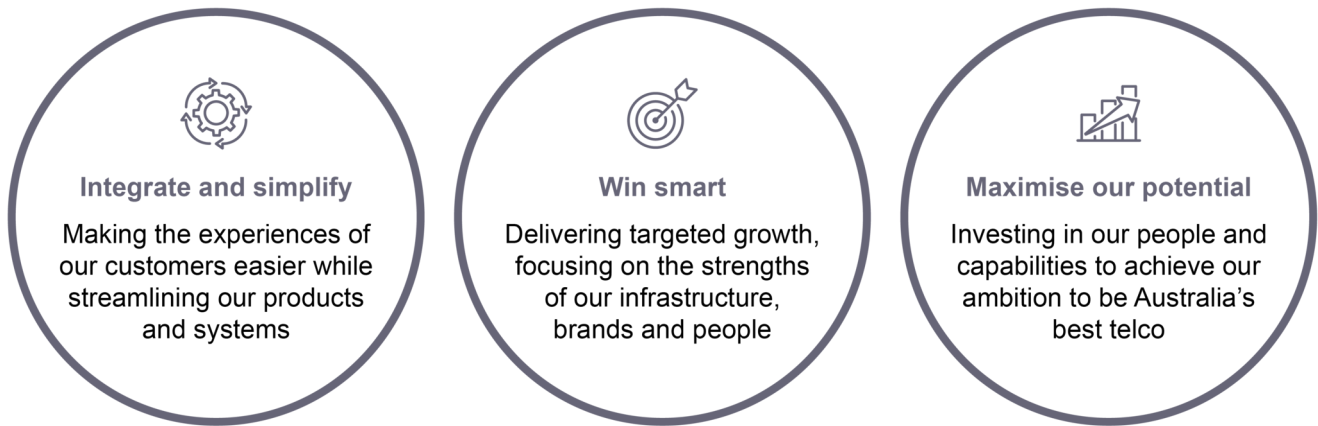 Integrate and simplify
Making the experiences of
our customers easier while
streamlining our products
and systems
Win smart
Delivering targeted growth,
focusing on the strengths
of our infrastructure,
brands and people
Maximise our potential
Investing in our people and
capabilities to achieve our
ambition to be Australia’s
best telco